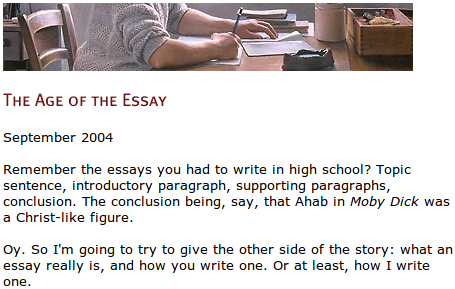 The Age of the Essay
September 2004
Remember the essays you had to write in high school? Topic
sentence, introductory paragraph, supporting paragraphs,
conclusion. The conclusion being, say, that Ahab in Moby Dick was
a Christ-like figure.
Oy. So I'm going to try to give the other side of the story: what an
essay really is, and how you write one. Or at least, how I write
one.